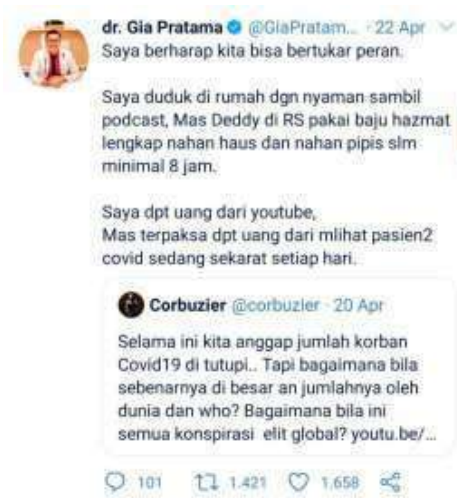 dr. Gia Pratama @GiaPratam... · 22 Apr
Saya berharap kita bisa bertukar peran.
Saya duduk di rumah dgn nyaman sambil
podcast, Mas Deddy di RS pakai baju hazmat
lengkap nahan haus dan nahan pipis slm
minimal 8 jam.
Saya dpt uang dari youtube,
Mas terpaksa dpt uang dari mlihat pasien2
covid sedang sekarat setiap hari.
Corbuzier @corbuzier · 20 Apr
Selama ini kita anggap jumlah korban
Covid19 di tutupi.. Tapi bagaimana bila
sebenarnya di besar an jumlahnya oleh
dunia dan who? Bagaimana bila ini
semua konspirasi elit global? youtu.be/...
101 1.421 1.658